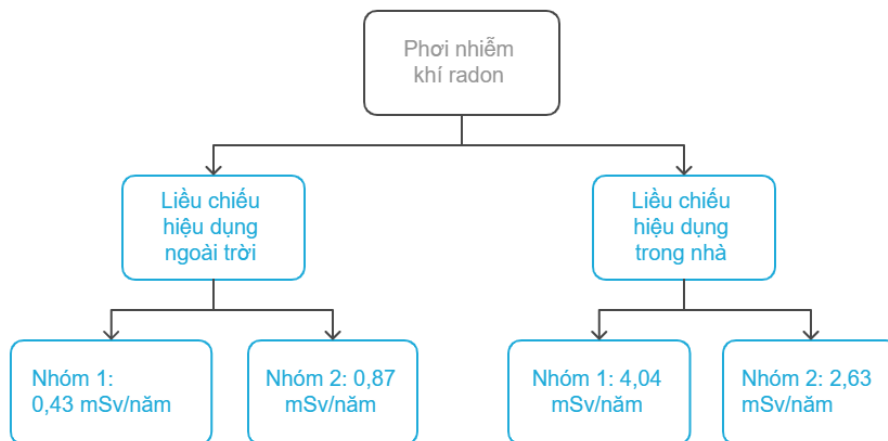 Phơi nhiễm
khí radon
Liều chiếu
hiệu dụng
ngoài trời
Liều chiếu
hiệu dụng
trong nhà
Nhóm 1:
0,43 mSv/năm
Nhóm 2: 0,87
mSv/năm
Nhóm 1: 4,04
mSv/năm
Nhóm 2: 2,63
mSv/năm